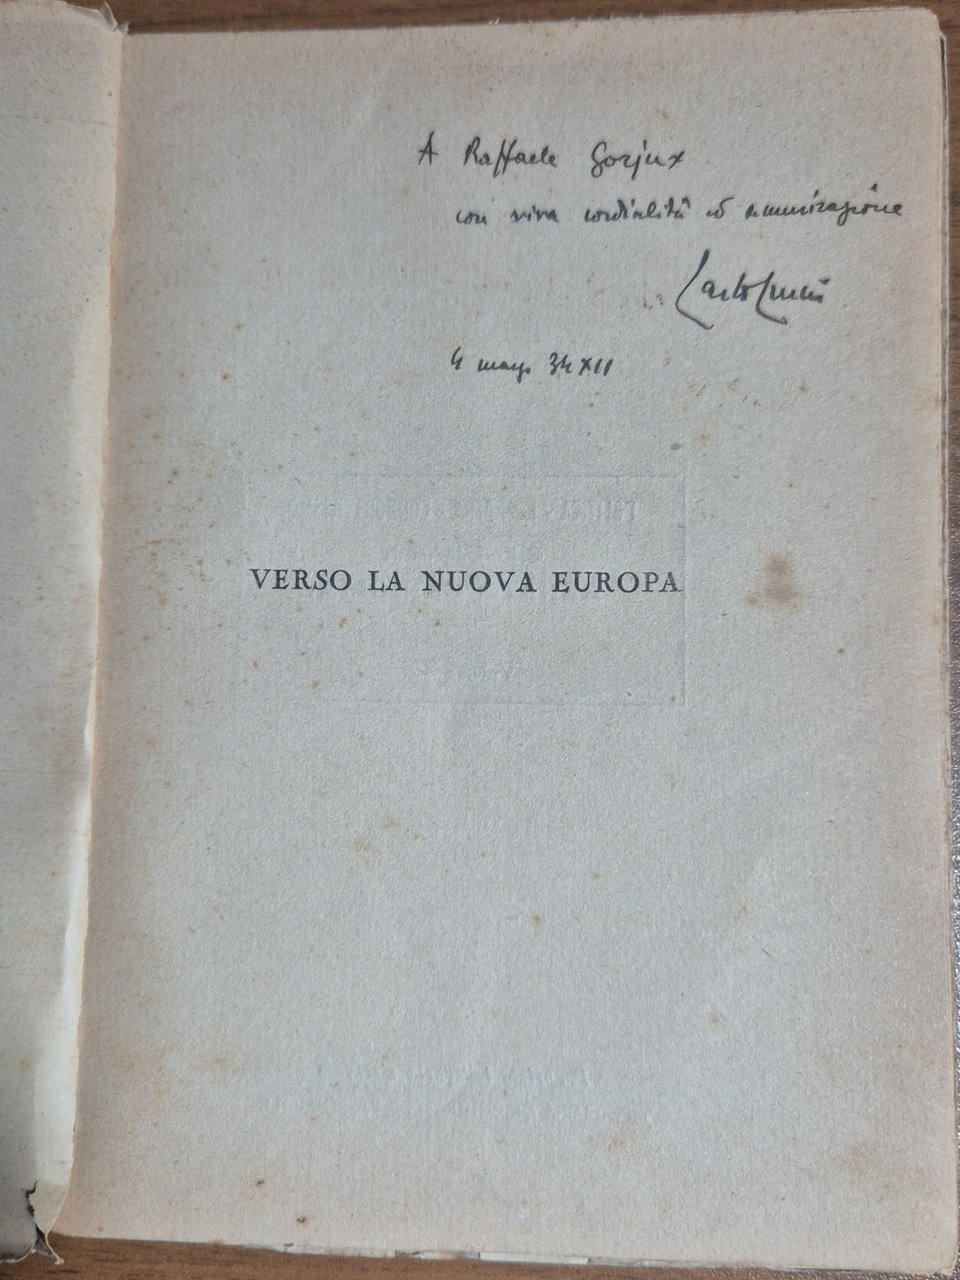 A Raffaele Gorjux
con viva cordialità ed ammirazione
Carlo Curcio
4 magg. 34 XII
VERSO LA NUOVA EUROPA